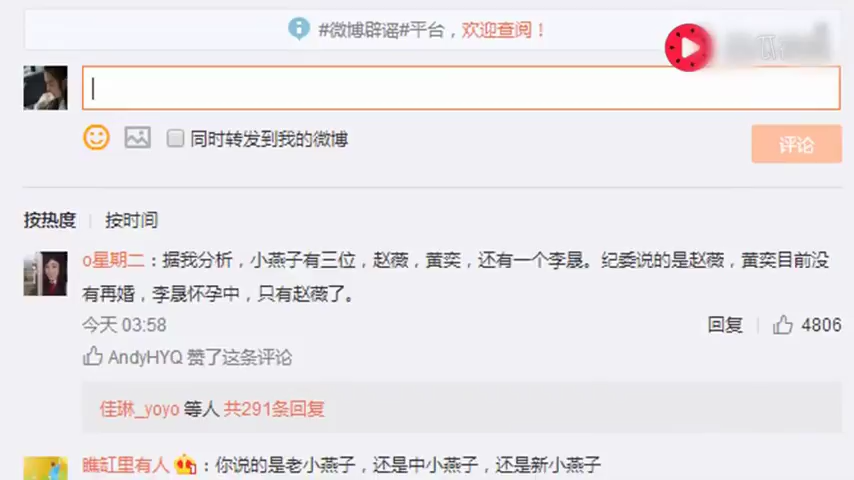 #微博辟谣#平台，欢迎查阅！
同时转发到我的微博
评论
按热度 | 按时间
o星期二：据我分析，小燕子有三位，赵薇，黄奕，还有一个李晟。纪委说的是赵薇，黄奕目前没
有再婚，李晟怀孕中，只有赵薇了。
今天 03:58 回复 | 4806
AndyHYQ 赞了这条评论
佳琳_yoyo 等人 共291条回复
瞧缸里有人：你说的是老小燕子，还是中小燕子，还是新小燕子